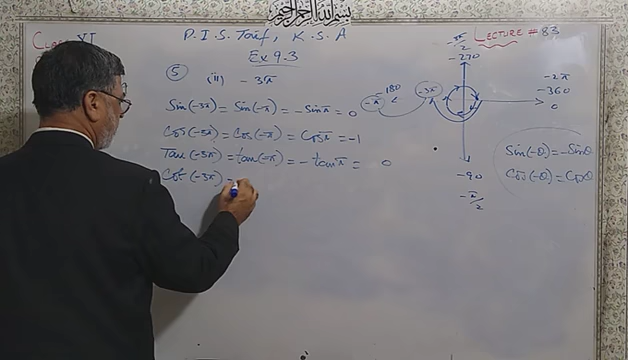 بسم الله الرحمن الرحيم
Class XI
P.I.S. Taif, K.S.A
LECTURE # 83
Ex 9.3
5 (ii) -3π
Sin(-3π) = Sin(-π) = -Sinπ = 0
Cos(-3π) = Cos(-π) = Cosπ = -1
Tan(-3π) = tan(-π) = -tanπ = 0
Cot(-3π) =
-180
-π
-3π
-270
-2π
-360
0
-90
-π/2
Sin(-θ) = -Sinθ
Cos(-θ) = Cosθ